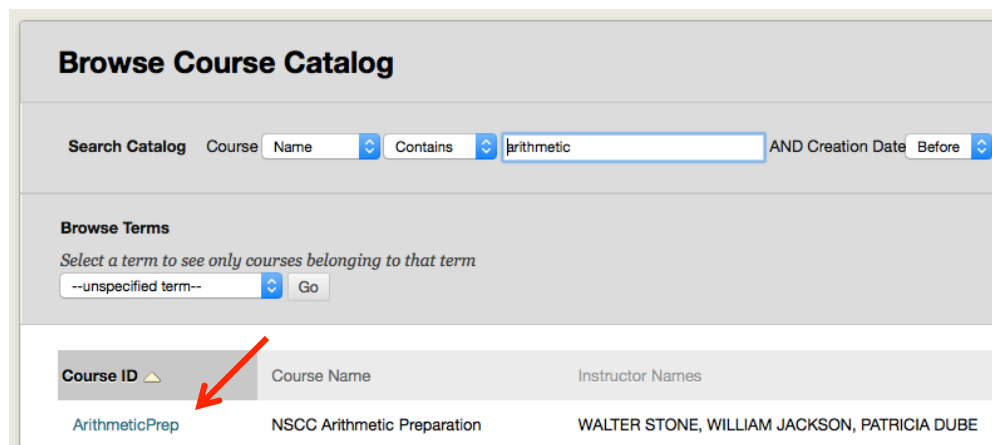 Browse Course Catalog
Search Catalog Course Name Contains arithmetic AND Creation Date Before
Browse Terms
Select a term to see only courses belonging to that term
--unspecified term-- Go
Course ID Course Name Instructor Names
ArithmeticPrep NSCC Arithmetic Preparation WALTER STONE, WILLIAM JACKSON, PATRICIA DUBE